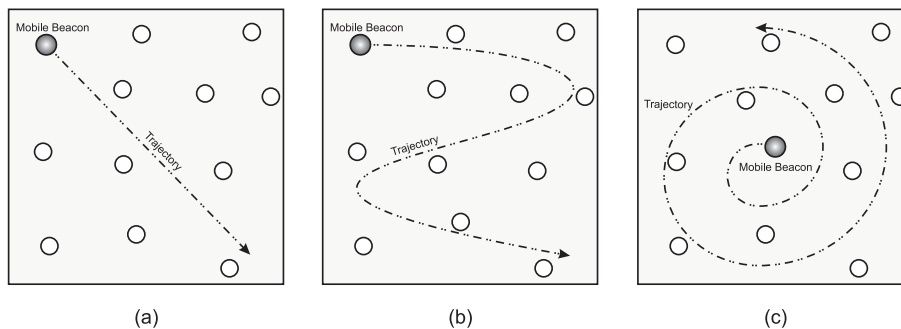 Mobile Beacon
Trajectory
(a)
Mobile Beacon
Trajectory
(b)
Trajectory
Mobile Beacon
(c)